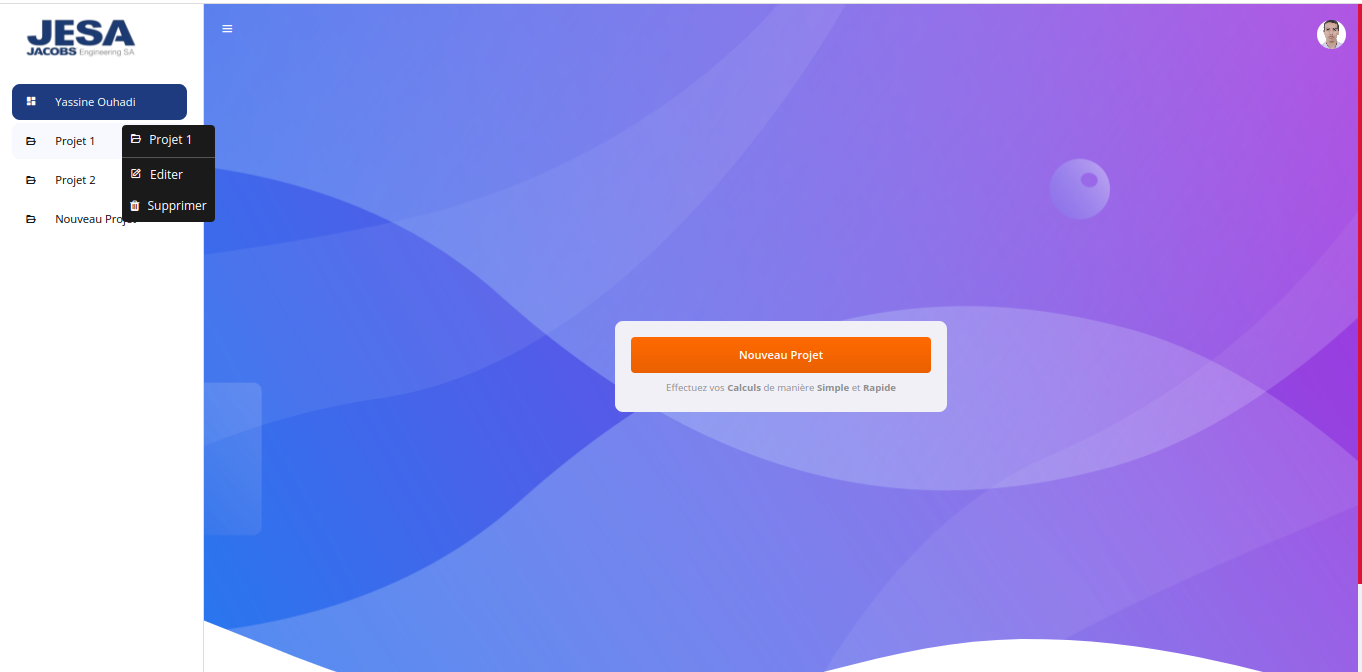 JESA
JACOBS Engineering SA
Yassine Ouhadi
Projet 1
Projet 2
Nouveau Projet
Projet 1
Editer
Supprimer
Nouveau Projet
Effectuez vos Calculs de manière Simple et Rapide